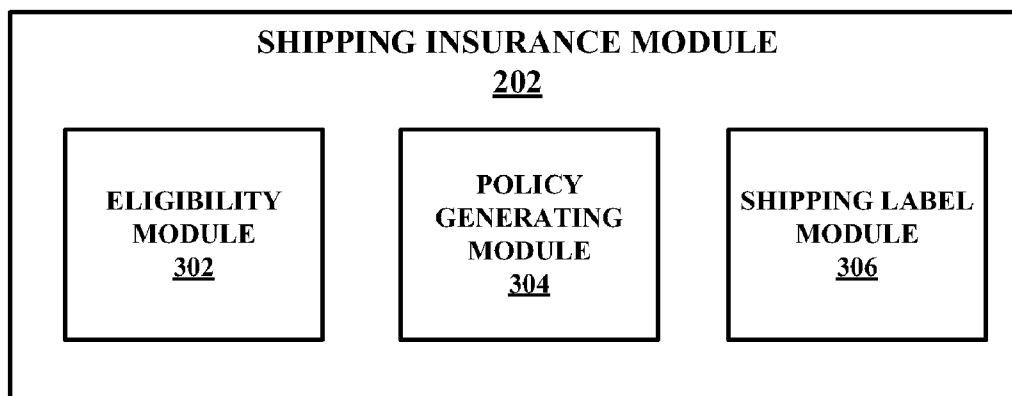 SHIPPING INSURANCE MODULE
202
ELIGIBILITY
MODULE
302
POLICY
GENERATING
MODULE
304
SHIPPING LABEL
MODULE
306